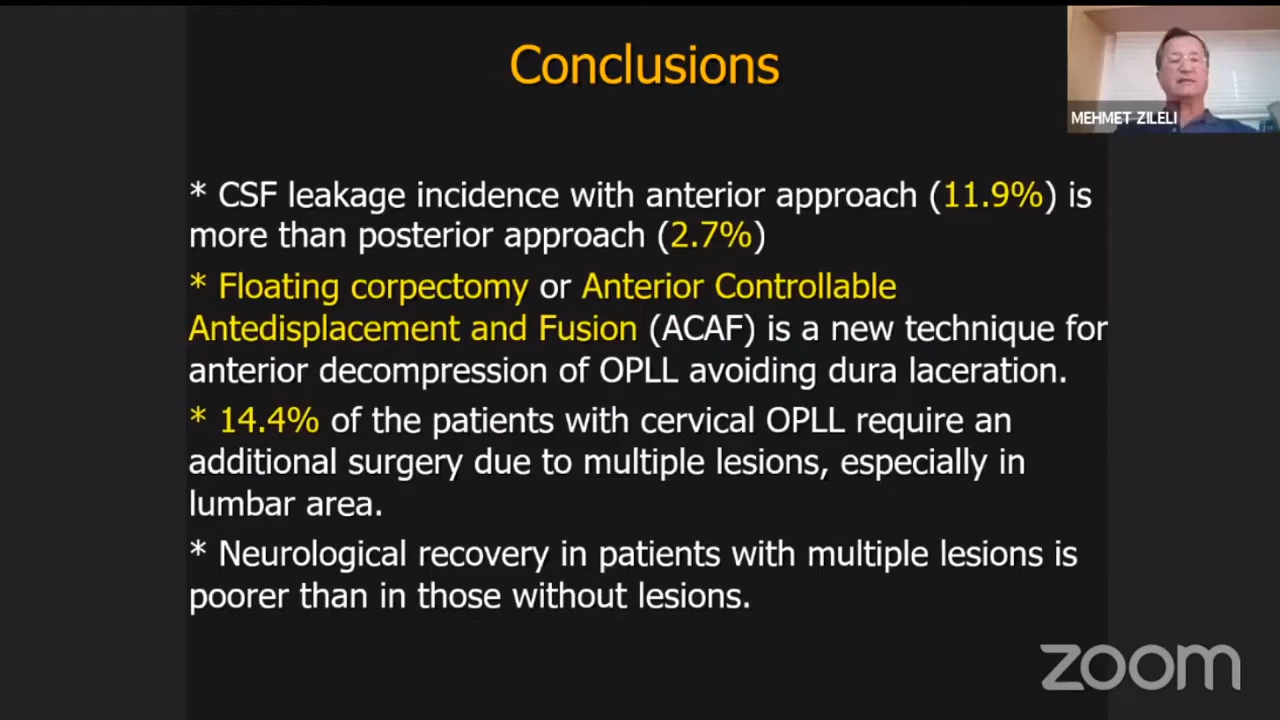 Conclusions
MEHMET ZILELI
* CSF leakage incidence with anterior approach (11.9%) is
more than posterior approach (2.7%)
* Floating corpectomy or Anterior Controllable
Antedisplacement and Fusion (ACAF) is a new technique for
anterior decompression of OPLL avoiding dura laceration.
* 14.4% of the patients with cervical OPLL require an
additional surgery due to multiple lesions, especially in
lumbar area.
* Neurological recovery in patients with multiple lesions is
poorer than in those without lesions.
zoom